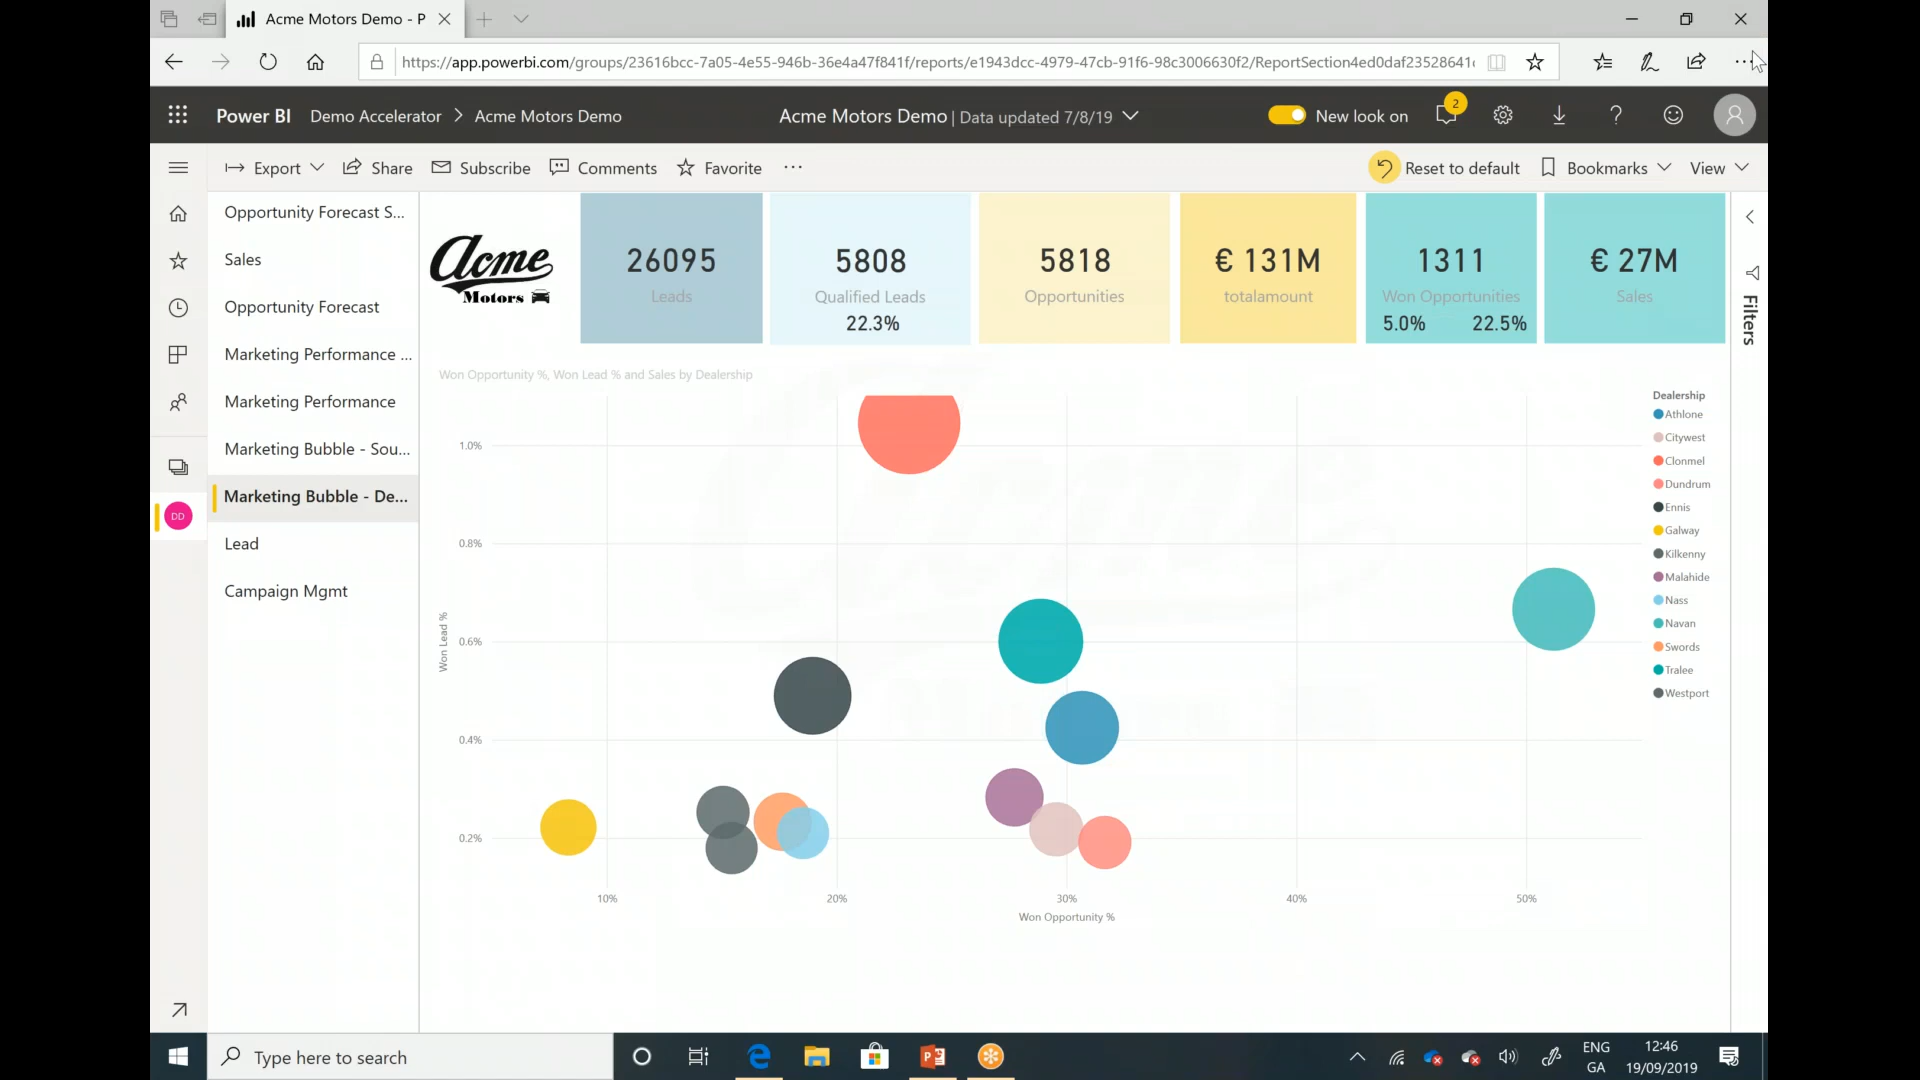 Acme Motors Demo - P
https://app.powerbi.com/groups/23616bcc-7a05-4e55-946b-36e4a47f841f/reports/e1943dcc-4979-47cb-91f6-98c3006630f2/ReportSection4ed0daf23528641
Power BI Demo Accelerator > Acme Motors Demo
Acme Motors Demo | Data updated 7/8/19
New look on
2
Export
Share
Subscribe
Comments
Favorite
Reset to default
Bookmarks
View
Opportunity Forecast S...
Sales
Opportunity Forecast
Marketing Performance ...
Marketing Performance
Marketing Bubble - Sou...
Marketing Bubble - De...
Lead
Campaign Mgmt
DD
Acme
Motors
26095
Leads
5808
Qualified Leads
22.3%
5818
Opportunities
€ 131M
totalamount
1311
Won Opportunities
5.0% 22.5%
€ 27M
Sales
Filters
Won Opportunity %, Won Lead % and Sales by Dealership
Won Lead %
1.0%
0.8%
0.6%
0.4%
0.2%
10% 20% 30% 40% 50%
Won Opportunity %
Dealership
Athlone
Citywest
Clonmel
Dundrum
Ennis
Galway
Kilkenny
Malahide
Nass
Navan
Swords
Tralee
Westport
Type here to search
ENG
GA
12:46
19/09/2019